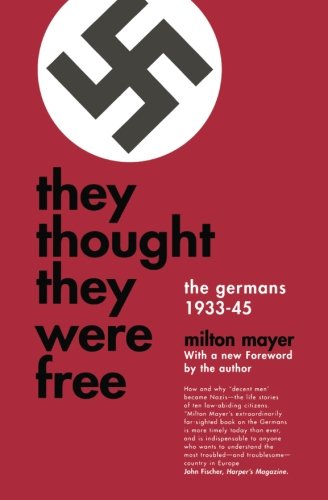 they
thought
they
were
free
the germans
1933-45
milton mayer
With a new Foreword
by the author
How and why "decent men"
became Nazis—the life stories
of ten law-abiding citizens.
"Milton Mayer's extraordinarily
far-sighted book on the Germans
is more timely today than ever,
and is indispensable to anyone
who wants to understand the
most troubled—and troublesome—
country in Europe
John Fischer, Harper's Magazine.